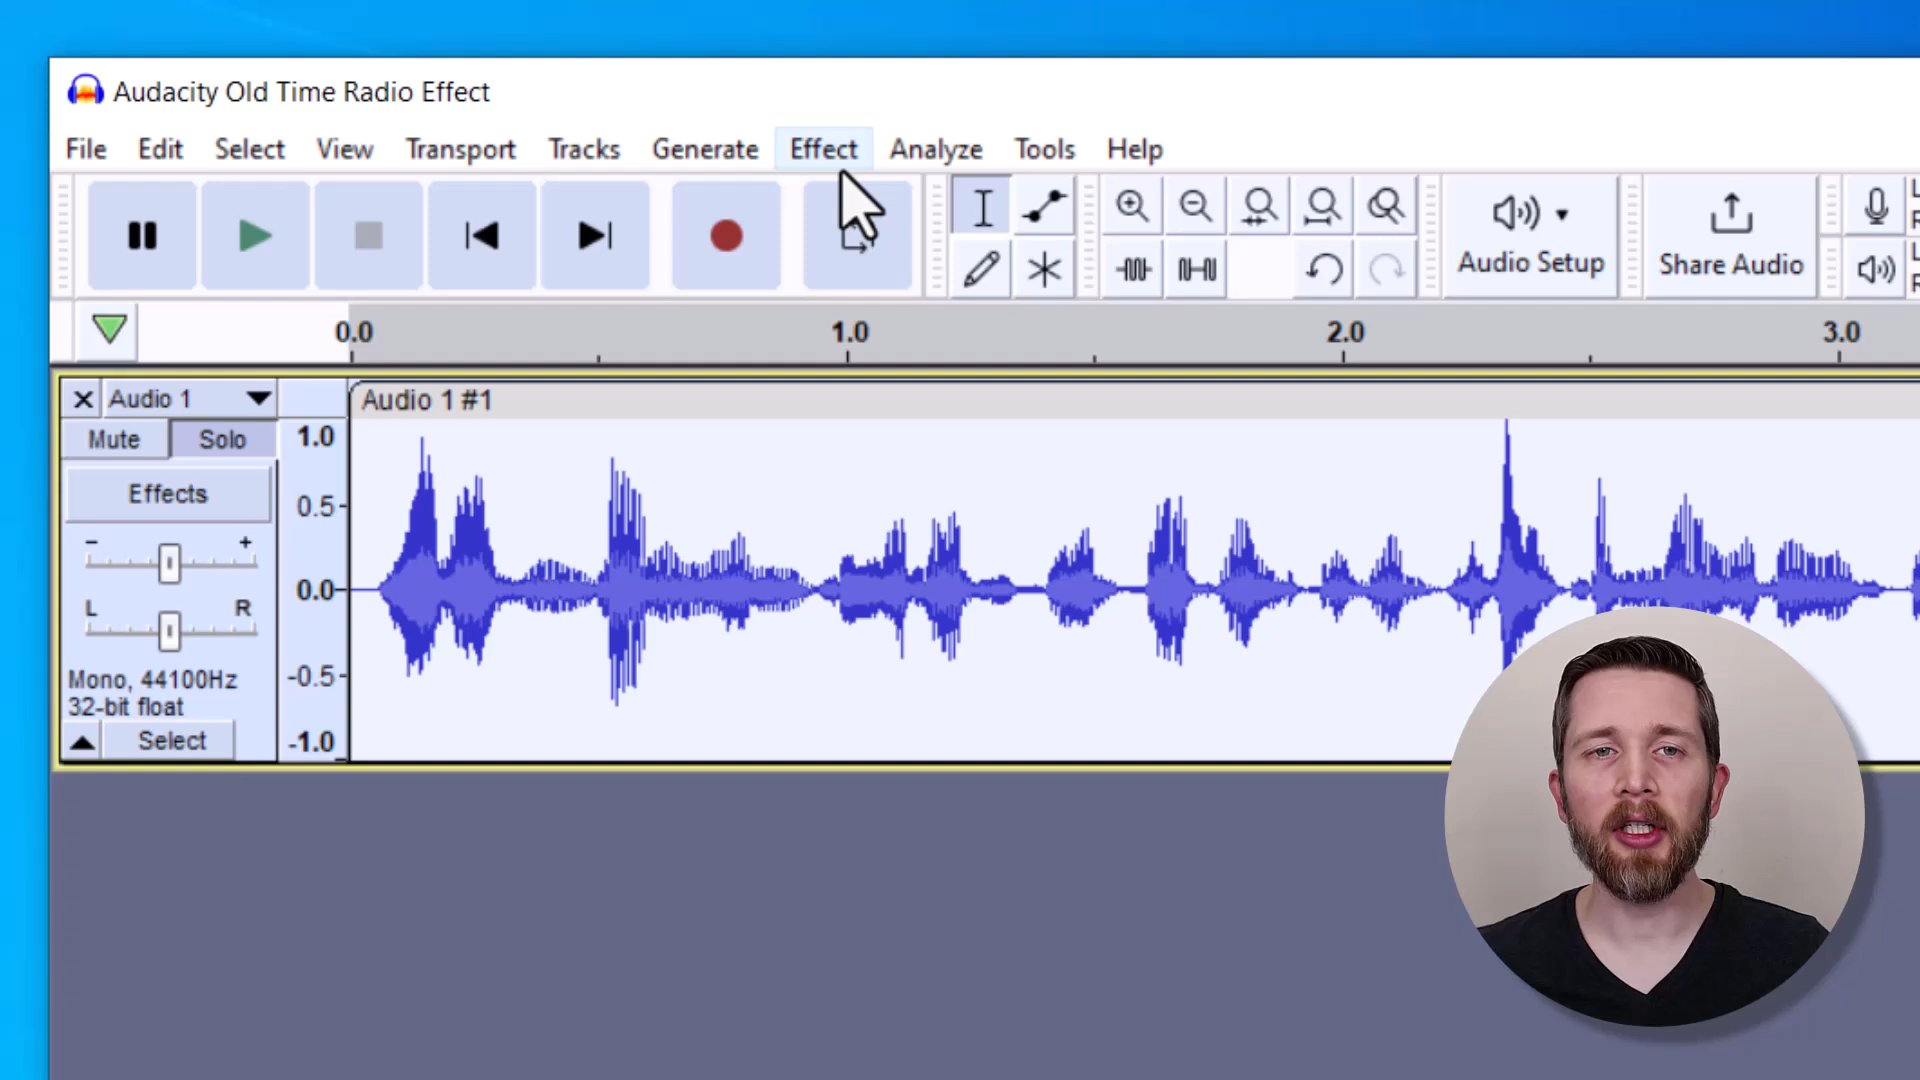 Audacity Old Time Radio Effect
File Edit Select View Transport Tracks Generate Effect Analyze Tools Help
Audio Setup
Share Audio
L
R
L
R
0.0 1.0 2.0 3.0
Audio 1
Audio 1 #1
Mute Solo
Effects
- +
L R
Mono, 44100Hz
32-bit float
Select
1.0
0.5
0.0
-0.5
-1.0